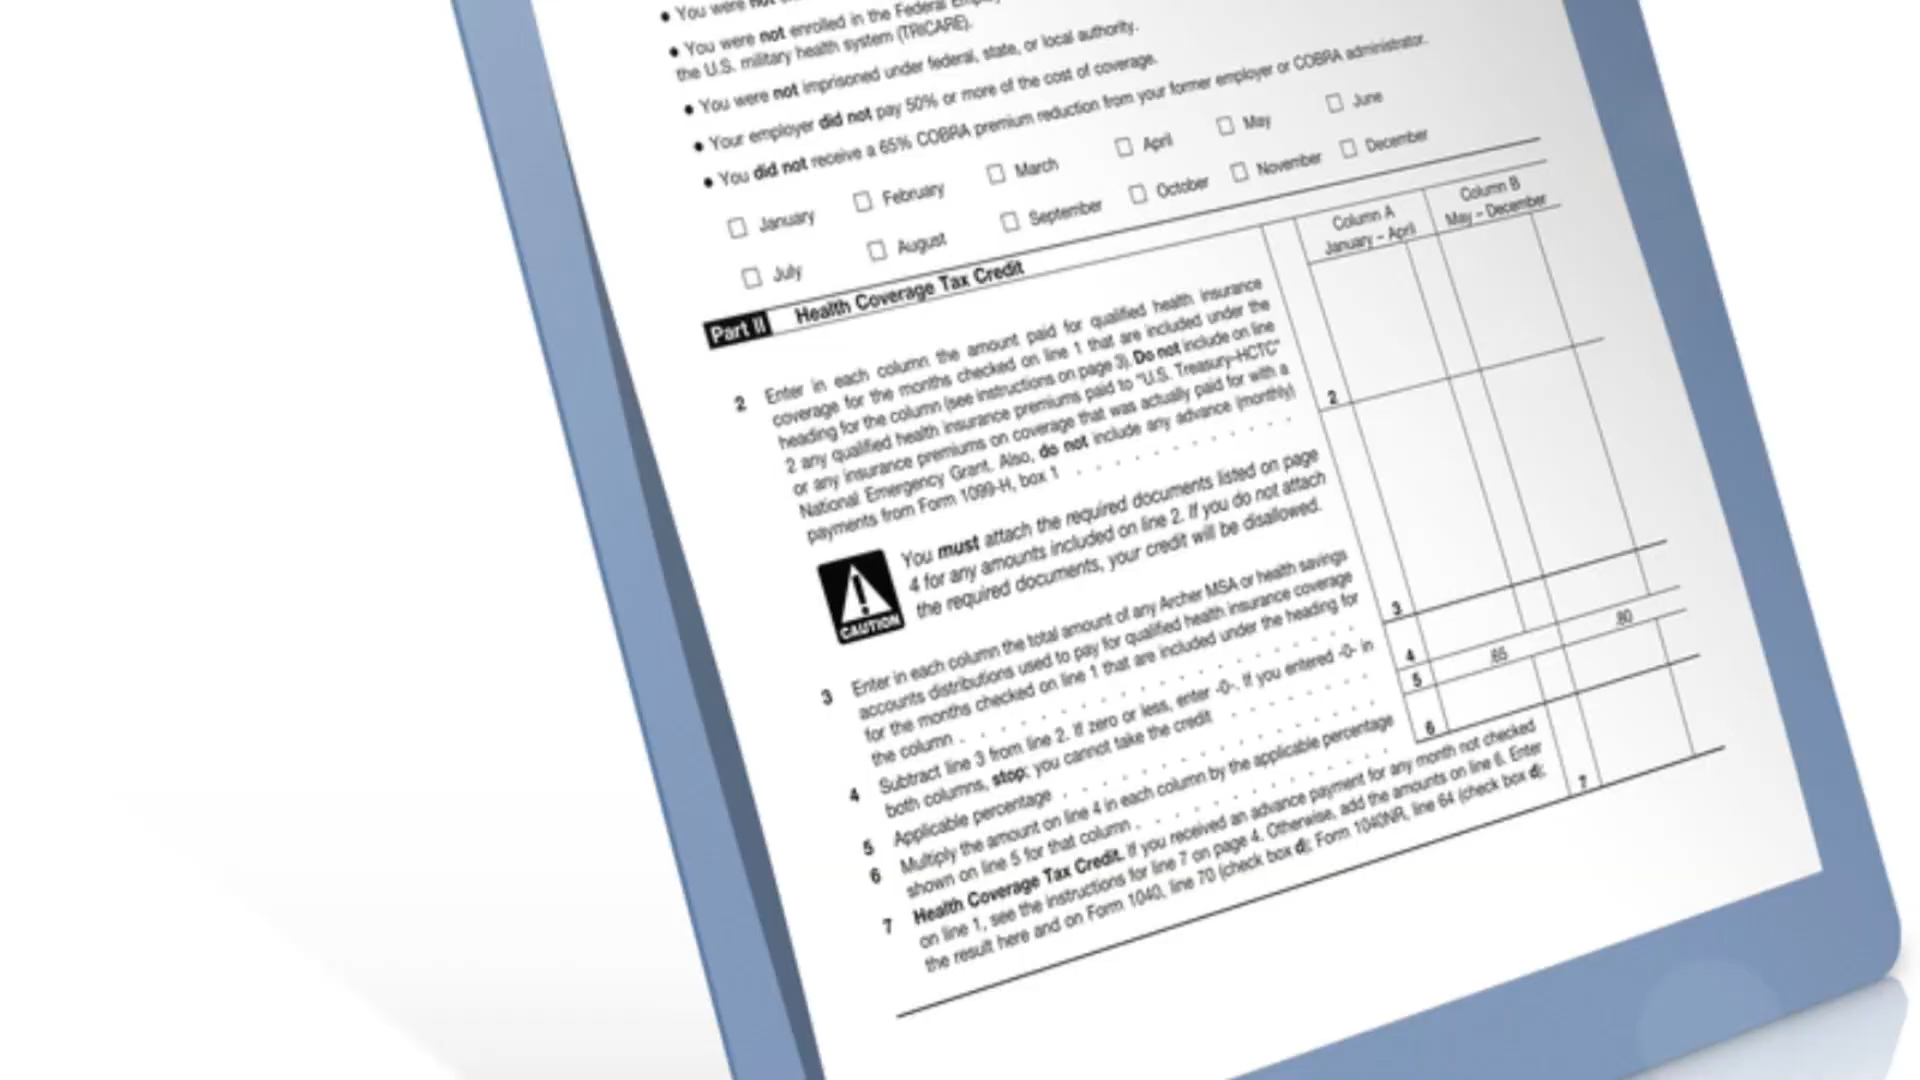 • You were not
• You were not enrolled in the Federal
the U.S. military health system (TRICARE).
• You were not imprisoned under federal, state, or local authority.
• Your employer did not pay 50% or more of the cost of coverage.
• You did not receive a 65% COBRA premium reduction from your former employer or COBRA administrator.
January February March April May June
July August September October November December
Part II Health Coverage Tax Credit
Column A
January – April
Column B
May – December
2 Enter in each column the amount paid for qualified health insurance
coverage for the months checked on line 1 that are included under the
heading for the column (see instructions on page 3). Do not include on line
2 any qualified health insurance premiums paid to "U.S. Treasury–HCTC"
or any insurance premiums on coverage that was actually paid for with a
National Emergency Grant. Also, do not include any advance (monthly)
payments from Form 1099-H, box 1 . . . . . . . . . . . . 2
CAUTION
You must attach the required documents listed on page
4 for any amounts included on line 2. If you do not attach
the required documents, your credit will be disallowed.
3 Enter in each column the total amount of any Archer MSA or health savings
accounts distributions used to pay for qualified health insurance coverage
for the months checked on line 1 that are included under the heading for
the column . . . . . . . . . . . . . . . . . 3
4 Subtract line 3 from line 2. If zero or less, enter -0-. If you entered -0- in
both columns, stop; you cannot take the credit . . . . . . . 4
5 Applicable percentage . . . . . . . . . . . . . . 5 .65 .80
6 Multiply the amount on line 4 in each column by the applicable percentage
shown on line 5 for that column . . . . . . . . . . . 6
7 Health Coverage Tax Credit. If you received an advance payment for any month not checked
on line 1, see the instructions for line 7 on page 4. Otherwise, add the amounts on line 6. Enter
the result here and on Form 1040, line 70 (check box d); Form 1040NR, line 64 (check box d); 7